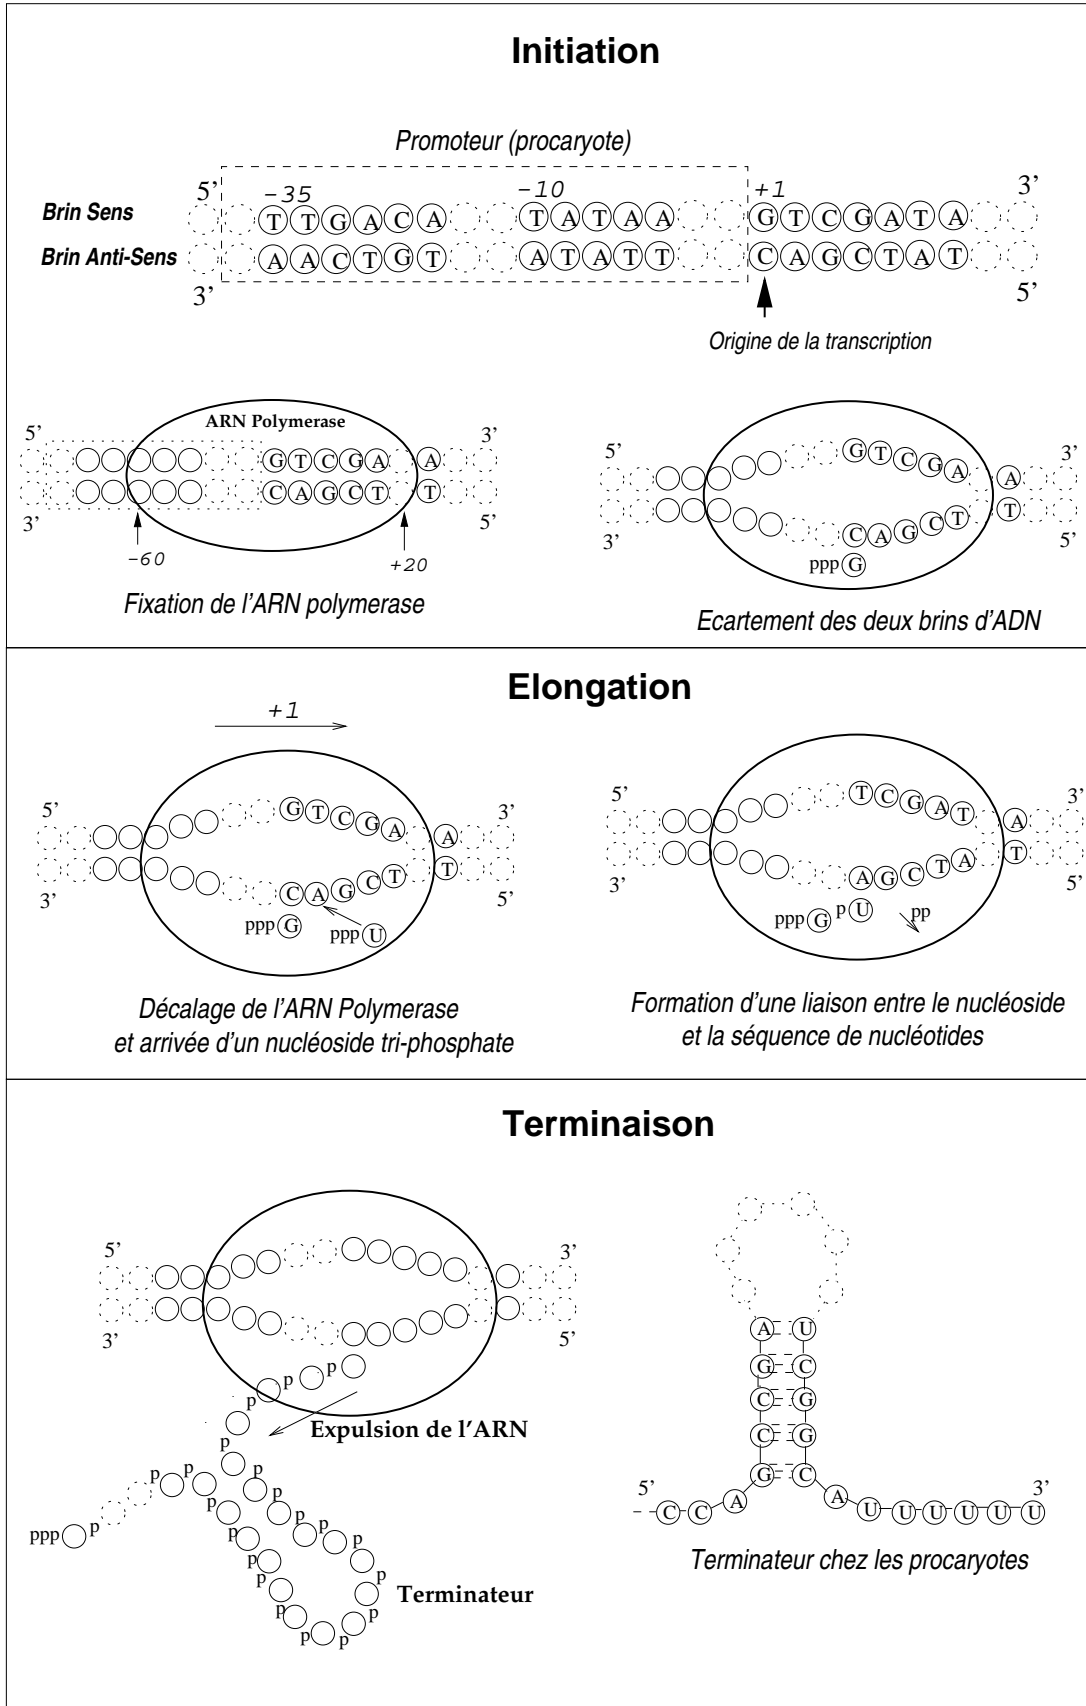 Initiation
Promoteur (procaryote)
5' -35 -10 +1 3'
Brin Sens T T G A C A T A T A A G T C G A T A
Brin Anti-Sens A A C T G T A T A T T C A G C T A T
3' 5'
Origine de la transcription
ARN Polymerase
5' G T C G A A 3'
3' C A G C T T 5'
-60 +20
Fixation de l'ARN polymerase
5' G T C G A A 3'
3' C A G C T T 5'
ppp G
Ecartement des deux brins d'ADN
Elongation
+1
5' G T C G A A 3'
3' C A G C T T 5'
ppp G ppp U
Décalage de l'ARN Polymerase
et arrivée d'un nucléoside tri-phosphate
5' T C G A T A 3'
3' A G C T A T 5'
ppp G p U pp
Formation d'une liaison entre le nucléoside
et la séquence de nucléotides
Terminaison
5' 3'
3' 5'
p p p p
Expulsion de l'ARN
p p p p p p
ppp p p p p p p
p p p p p
p p p p p p
Terminateur
A U
G C
C G
C G
5' G C 3'
C C A A U U U U U U
Terminateur chez les procaryotes